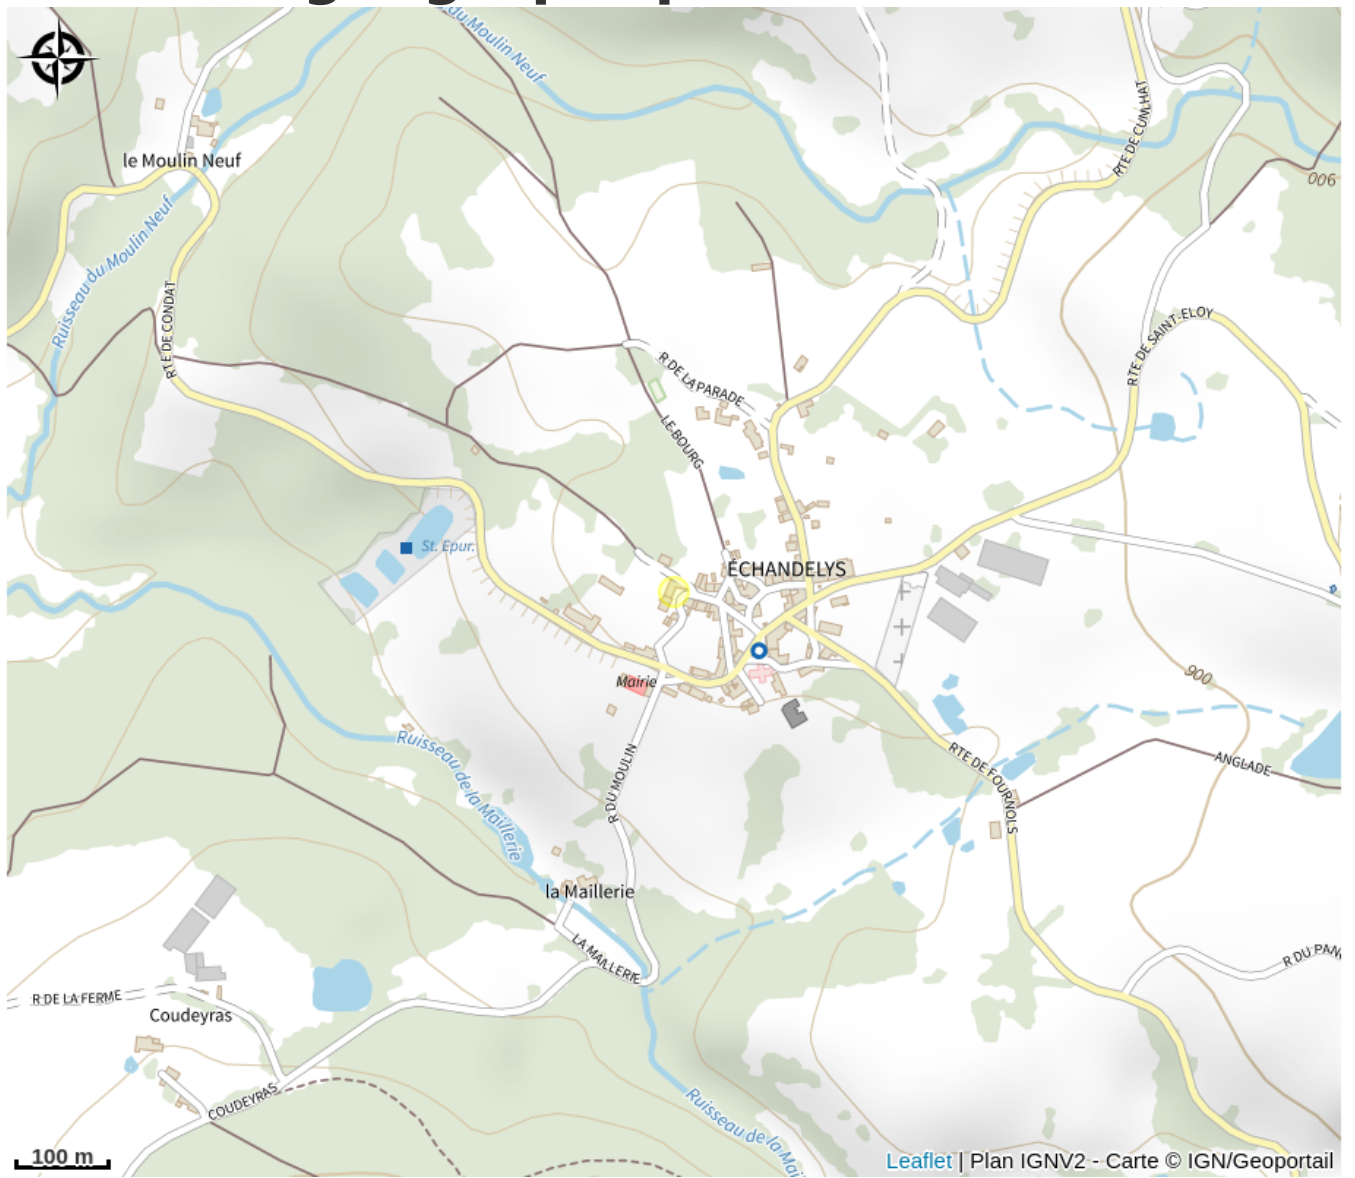 du Moulin Neuf
RTE DE CUNLHAT
le Moulin Neuf
900
Ruisseau du Moulin Neuf
RTE DE CONDAT
RTE DE SAINT-ELOY
R DE LA PARADE
LE BOURG
St. Epur.
ÉCHANDELYS
Mairie
900
Ruisseau de la Maillerie
RTE DE FOURNOLS
ANGLADE
R DU MOULIN
la Maillerie
LA MAILLERIE
R DU PAN
R DE LA FERME
Coudeyras
COUDEYRAS
Ruisseau de la Mai
100 m
Leaflet | Plan IGNV2 - Carte © IGN/Geoportail